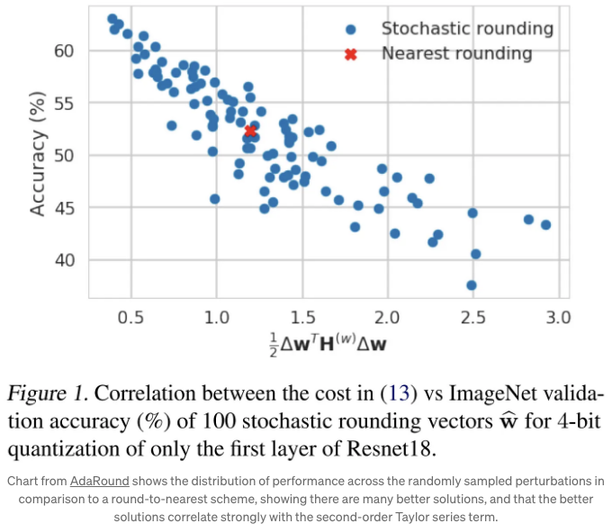 Stochastic rounding
Nearest rounding
60
55
50
45
40
Accuracy (%)
0.5 1.0 1.5 2.0 2.5 3.0
½ΔwᵀH⁽ʷ⁾Δw
Figure 1. Correlation between the cost in (13) vs ImageNet valida-
tion accuracy (%) of 100 stochastic rounding vectors ŵ for 4-bit
quantization of only the first layer of Resnet18.
Chart from AdaRound shows the distribution of performance across the randomly sampled perturbations in
comparison to a round-to-nearest scheme, showing there are many better solutions, and that the better
solutions correlate strongly with the second-order Taylor series term.